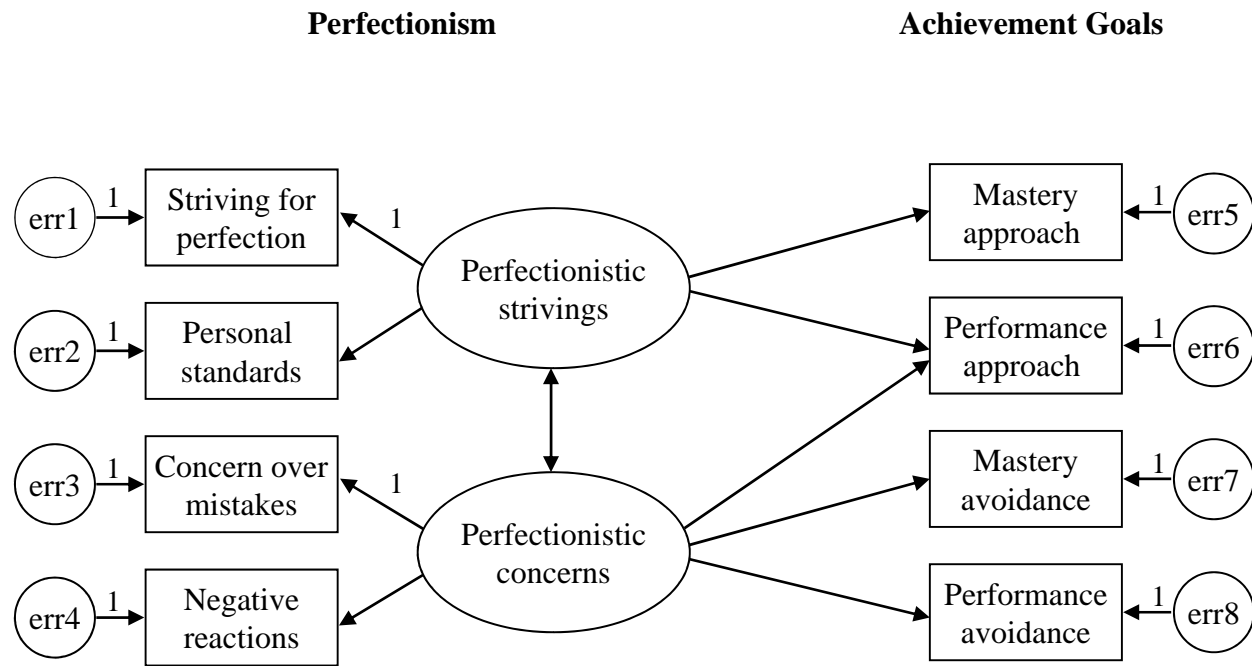 Perfectionism
Achievement Goals
err1
1
Striving for
perfection
1
Perfectionistic
strivings
Mastery
approach
1
err5
err2
1
Personal
standards
Performance
approach
1
err6
err3
1
Concern over
mistakes
1
Perfectionistic
concerns
Mastery
avoidance
1
err7
err4
1
Negative
reactions
Performance
avoidance
1
err8